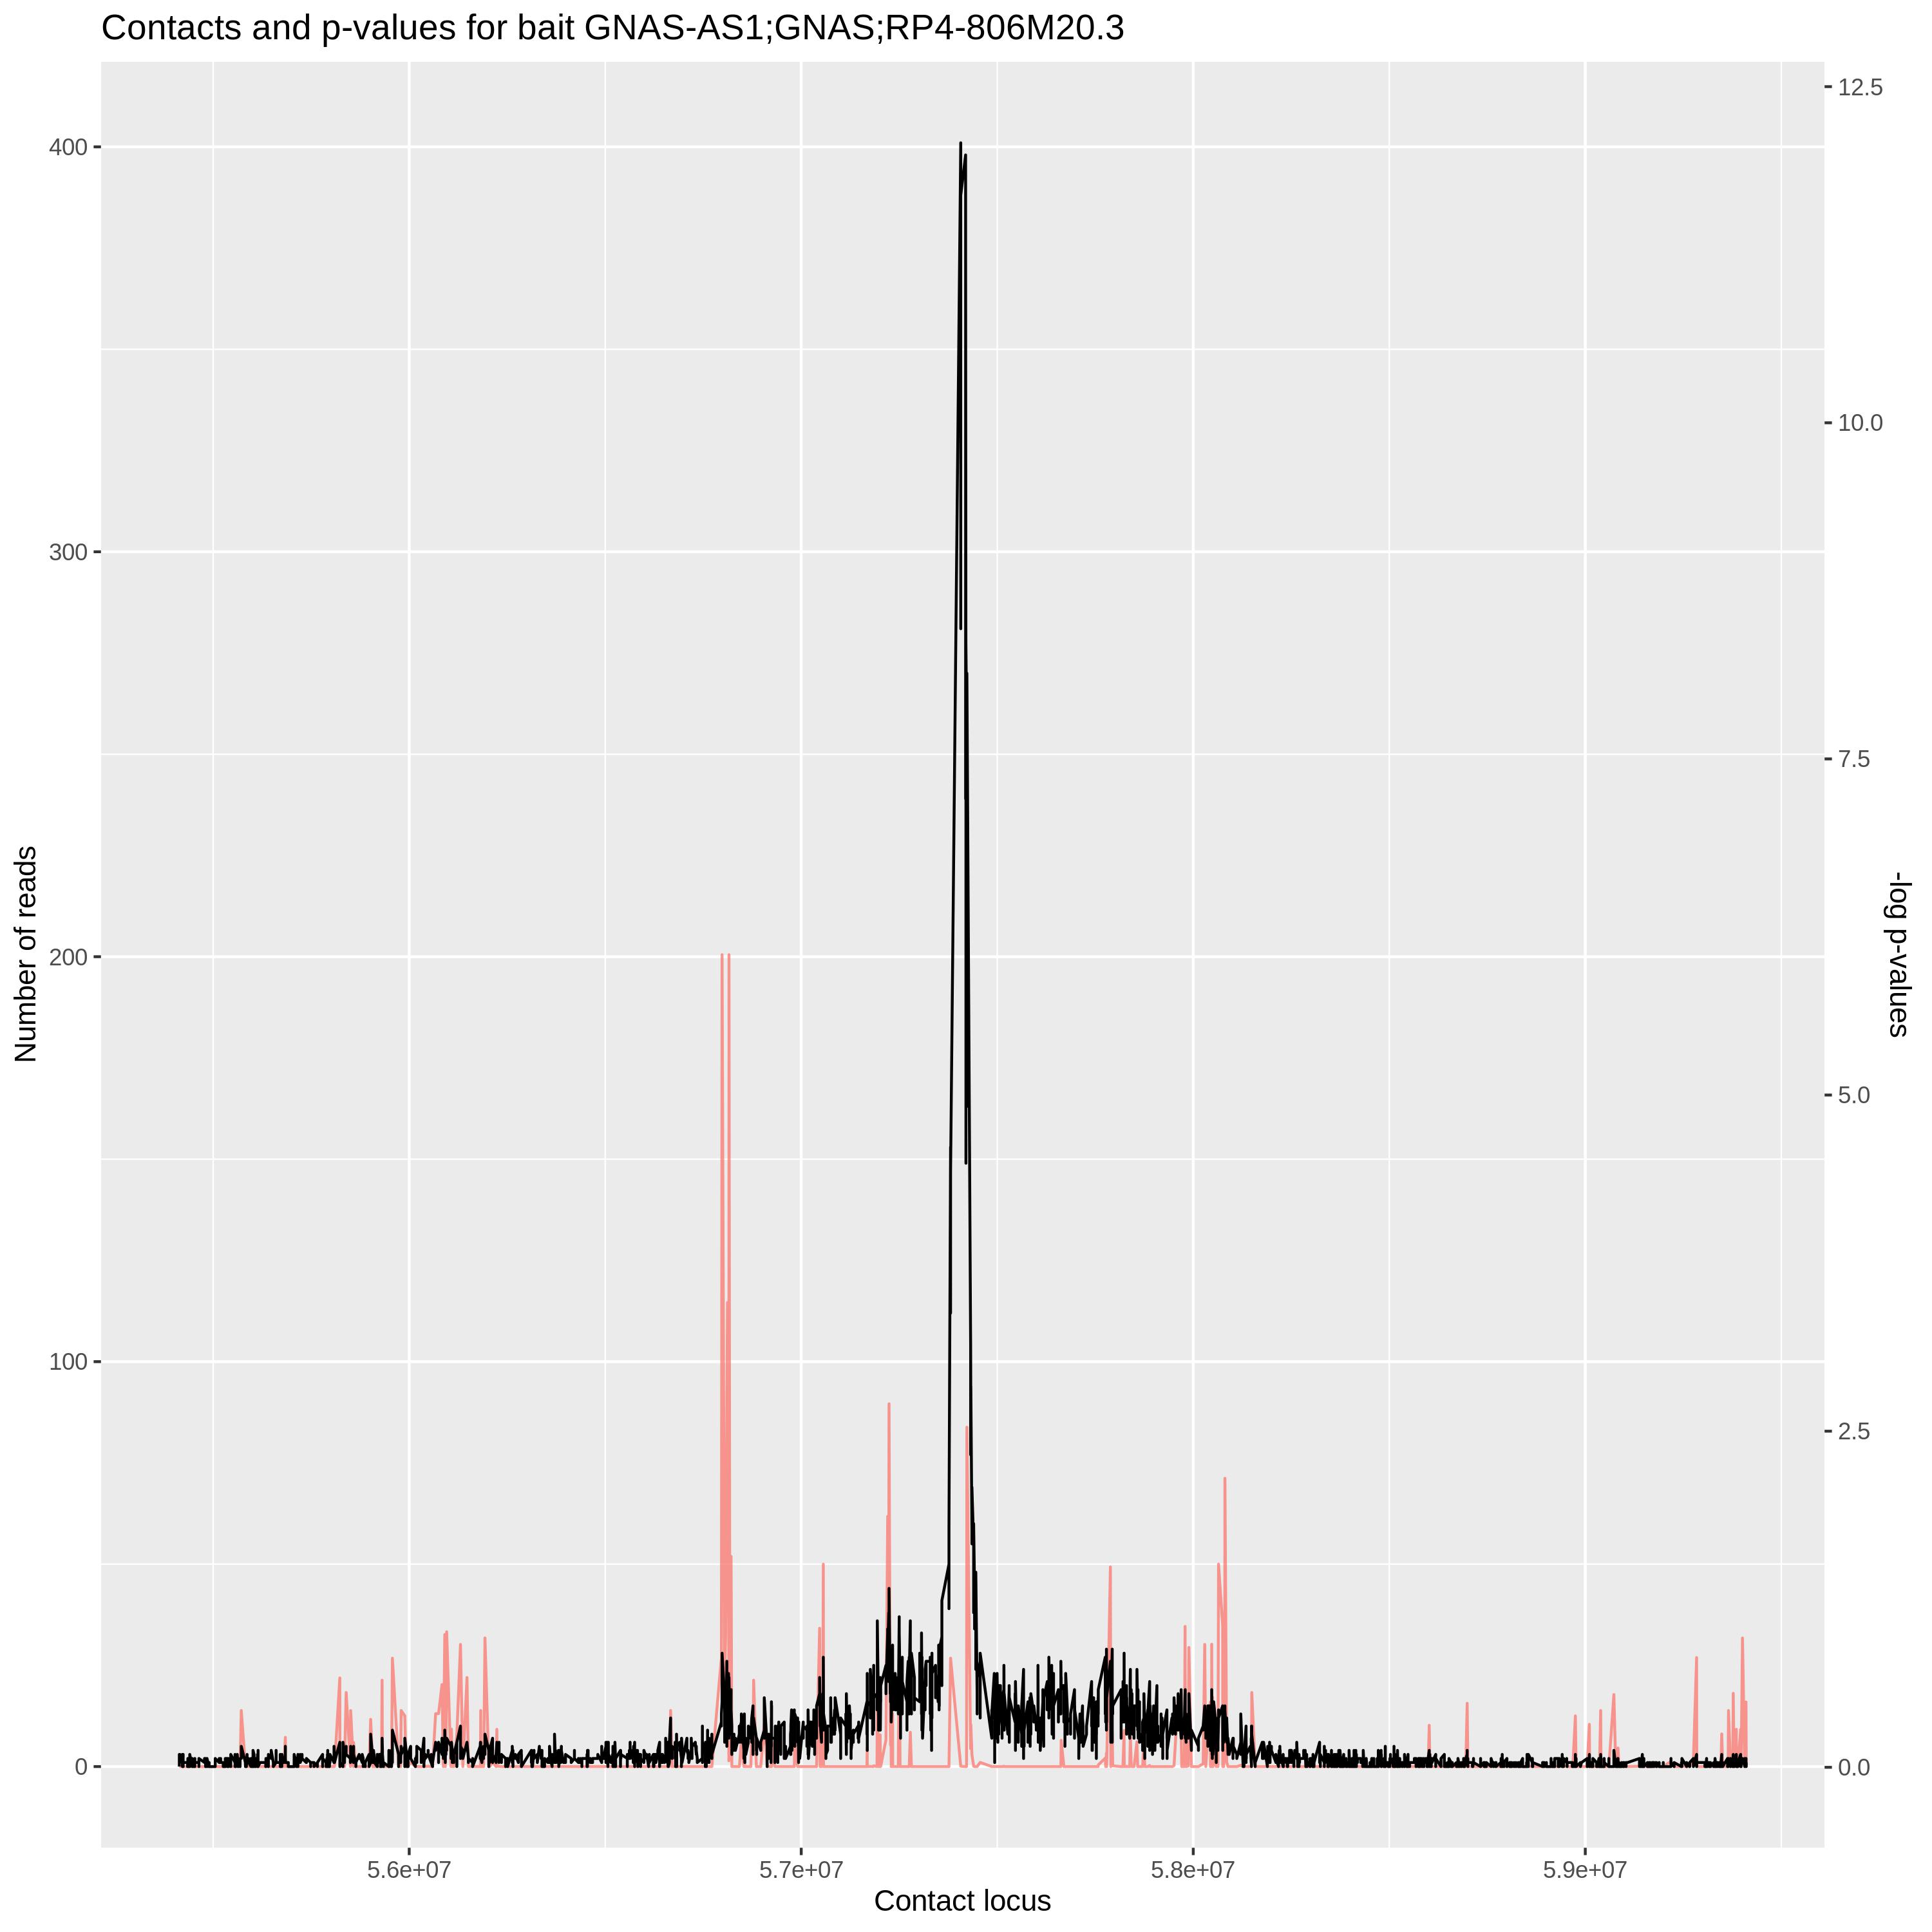 Contacts and p-values for bait GNAS-AS1;GNAS;RP4-806M20.3
12.5
400
10.0
300
7.5
Number of reads
-log p-values
200
5.0
100
2.5
0
0.0
5.6e+07
5.7e+07
5.8e+07
5.9e+07
Contact locus